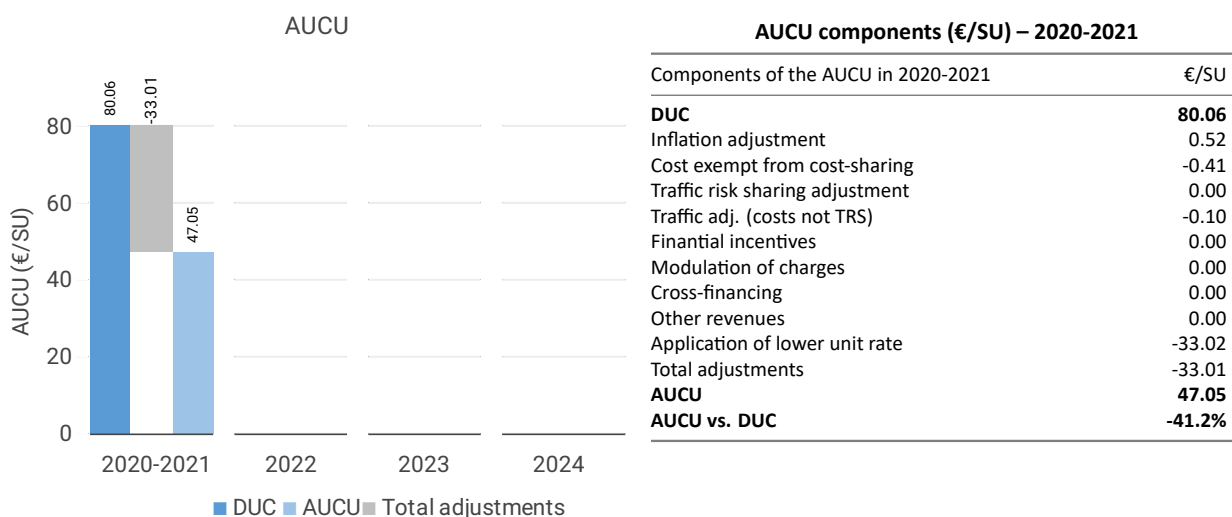 AUCU
AUCU (€/SU)
80
60
40
20
0
80.06
-33.01
47.05
2020-2021
2022
2023
2024
DUC
AUCU
Total adjustments
AUCU components (€/SU) – 2020-2021
Components of the AUCU in 2020-2021 €/SU
DUC 80.06
Inflation adjustment 0.52
Cost exempt from cost-sharing -0.41
Traffic risk sharing adjustment 0.00
Traffic adj. (costs not TRS) -0.10
Finantial incentives 0.00
Modulation of charges 0.00
Cross-financing 0.00
Other revenues 0.00
Application of lower unit rate -33.02
Total adjustments -33.01
AUCU 47.05
AUCU vs. DUC -41.2%